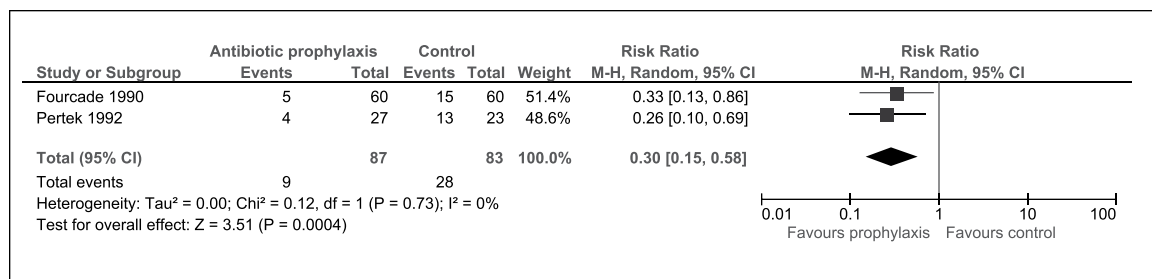 Antibiotic prophylaxis Control Risk Ratio Risk Ratio
Study or Subgroup Events Total Events Total Weight M-H, Random, 95% CI M-H, Random, 95% CI
Fourcade 1990 5 60 15 60 51.4% 0.33 [0.13, 0.86]
Pertek 1992 4 27 13 23 48.6% 0.26 [0.10, 0.69]
Total (95% CI) 87 83 100.0% 0.30 [0.15, 0.58]
Total events 9 28
Heterogeneity: Tau² = 0.00; Chi² = 0.12, df = 1 (P = 0.73); I² = 0%
Test for overall effect: Z = 3.51 (P = 0.0004)
0.01 0.1 1 10 100
Favours prophylaxis Favours control